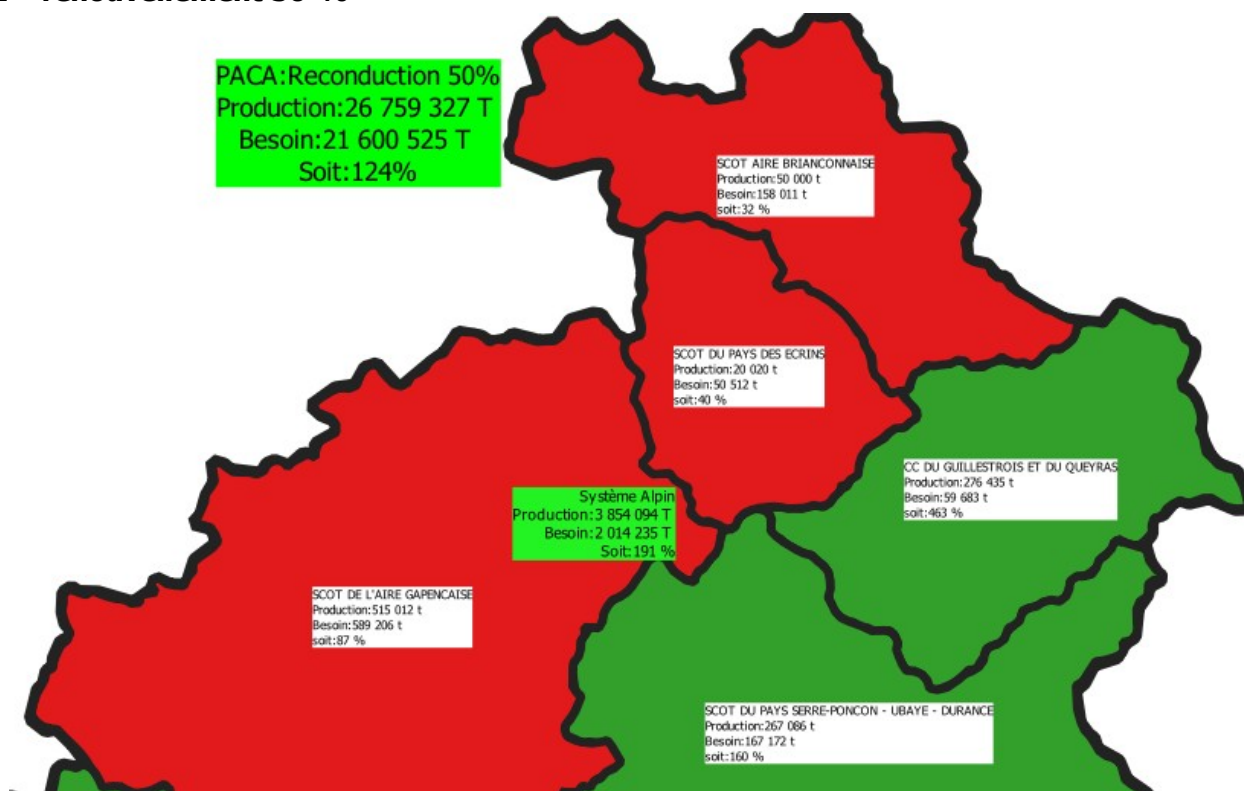 PACA:Reconduction 50%
Production:26 759 327 T
Besoin:21 600 525 T
Soit:124%
SCOT AIRE BRIANCONNAISE
Production:50 000 t
Besoin:158 011 t
soit:32 %
SCOT DU PAYS DES ECRINS
Production:20 020 t
Besoin:50 512 t
soit:40 %
CC DU GUILLESTROIS ET DU QUEYRAS
Production:276 435 t
Besoin:59 683 t
soit:463 %
Système Alpin
Production:3 854 094 T
Besoin:2 014 235 T
Soit:191 %
SCOT DE L'AIRE GAPENCAISE
Production:515 012 t
Besoin:589 206 t
soit:87 %
SCOT DU PAYS SERRE-PONCON - UBAYE - DURANCE
Production:267 086 t
Besoin:167 172 t
soit:160 %